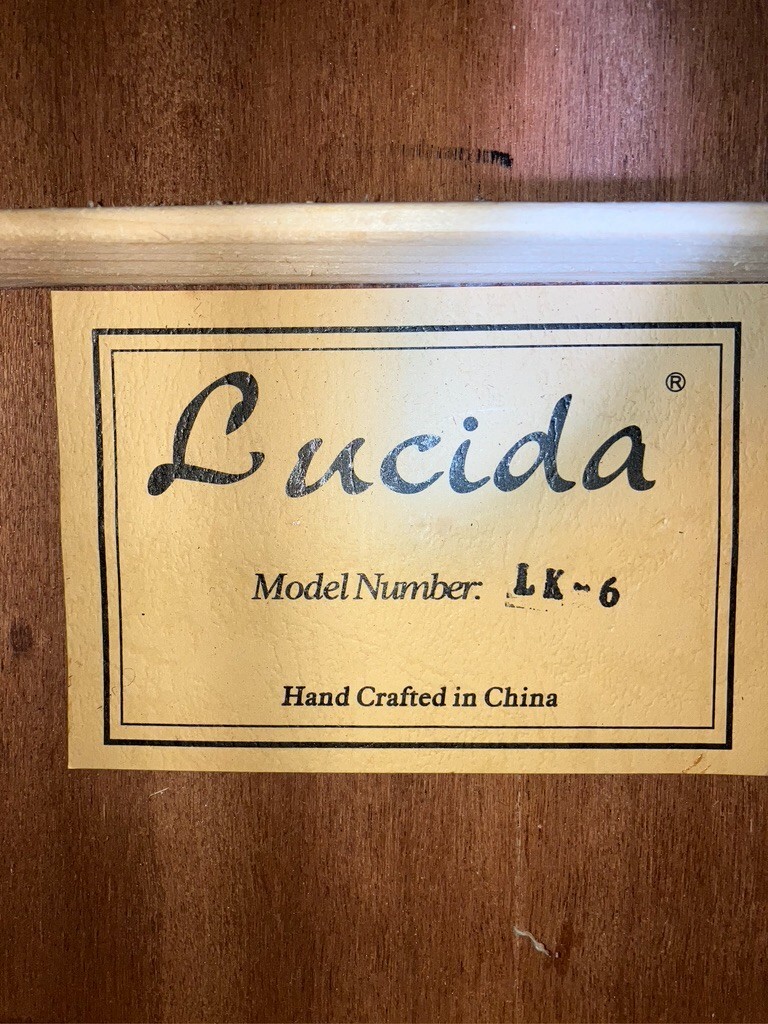 Lucida ®
Model Number: LK-6
Hand Crafted in China